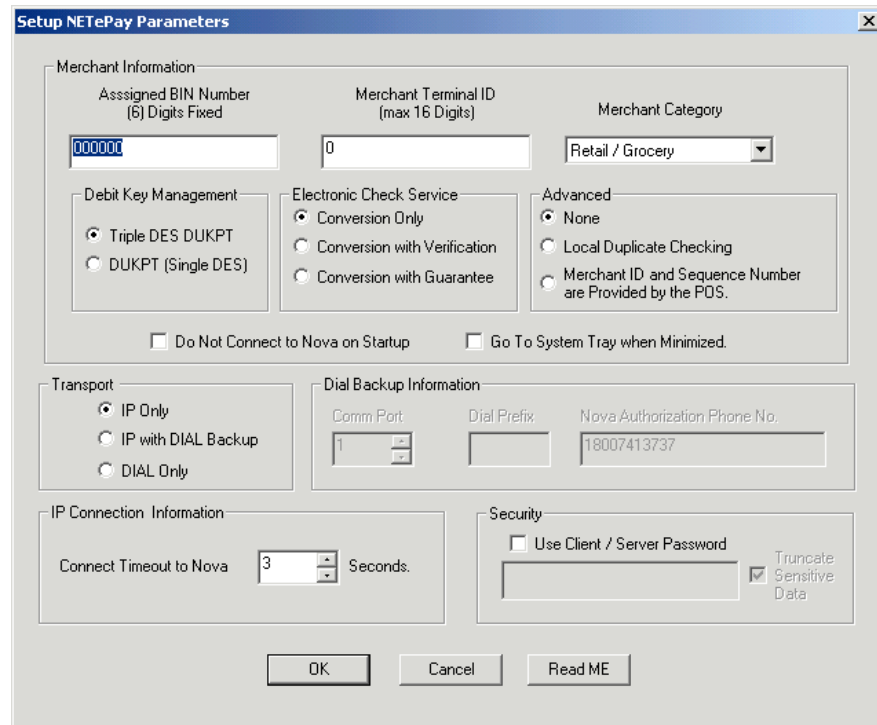 Setup NETePay Parameters
Merchant Information
Asssigned BIN Number
(6) Digits Fixed
000000
Merchant Terminal ID
(max 16 Digits)
0
Merchant Category
Retail / Grocery
Debit Key Management
Triple DES DUKPT
DUKPT (Single DES)
Electronic Check Service
Conversion Only
Conversion with Verification
Conversion with Guarantee
Advanced
None
Local Duplicate Checking
Merchant ID and Sequence Number
are Provided by the POS.
Do Not Connect to Nova on Startup
Go To System Tray when Minimized.
Transport
IP Only
IP with DIAL Backup
DIAL Only
Dial Backup Information
Comm Port
1
Dial Prefix
Nova Authorization Phone No.
18007413737
IP Connection Information
Connect Timeout to Nova
3
Seconds.
Security
Use Client / Server Password
Truncate
Sensitive
Data
OK
Cancel
Read ME